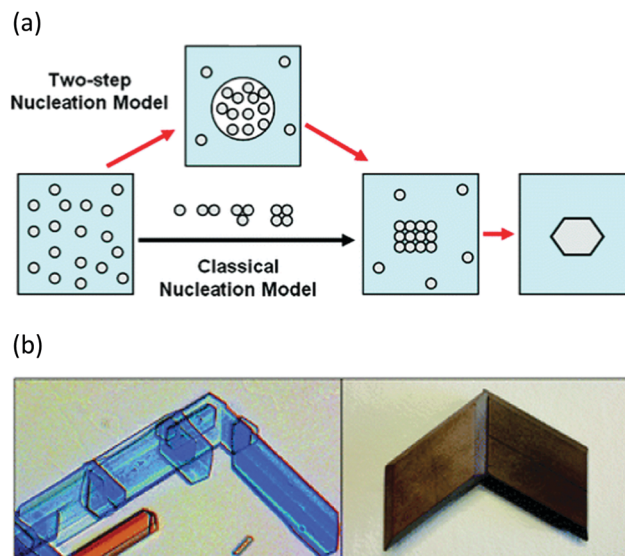 (a)
Two-step
Nucleation Model
Classical
Nucleation Model
(b)